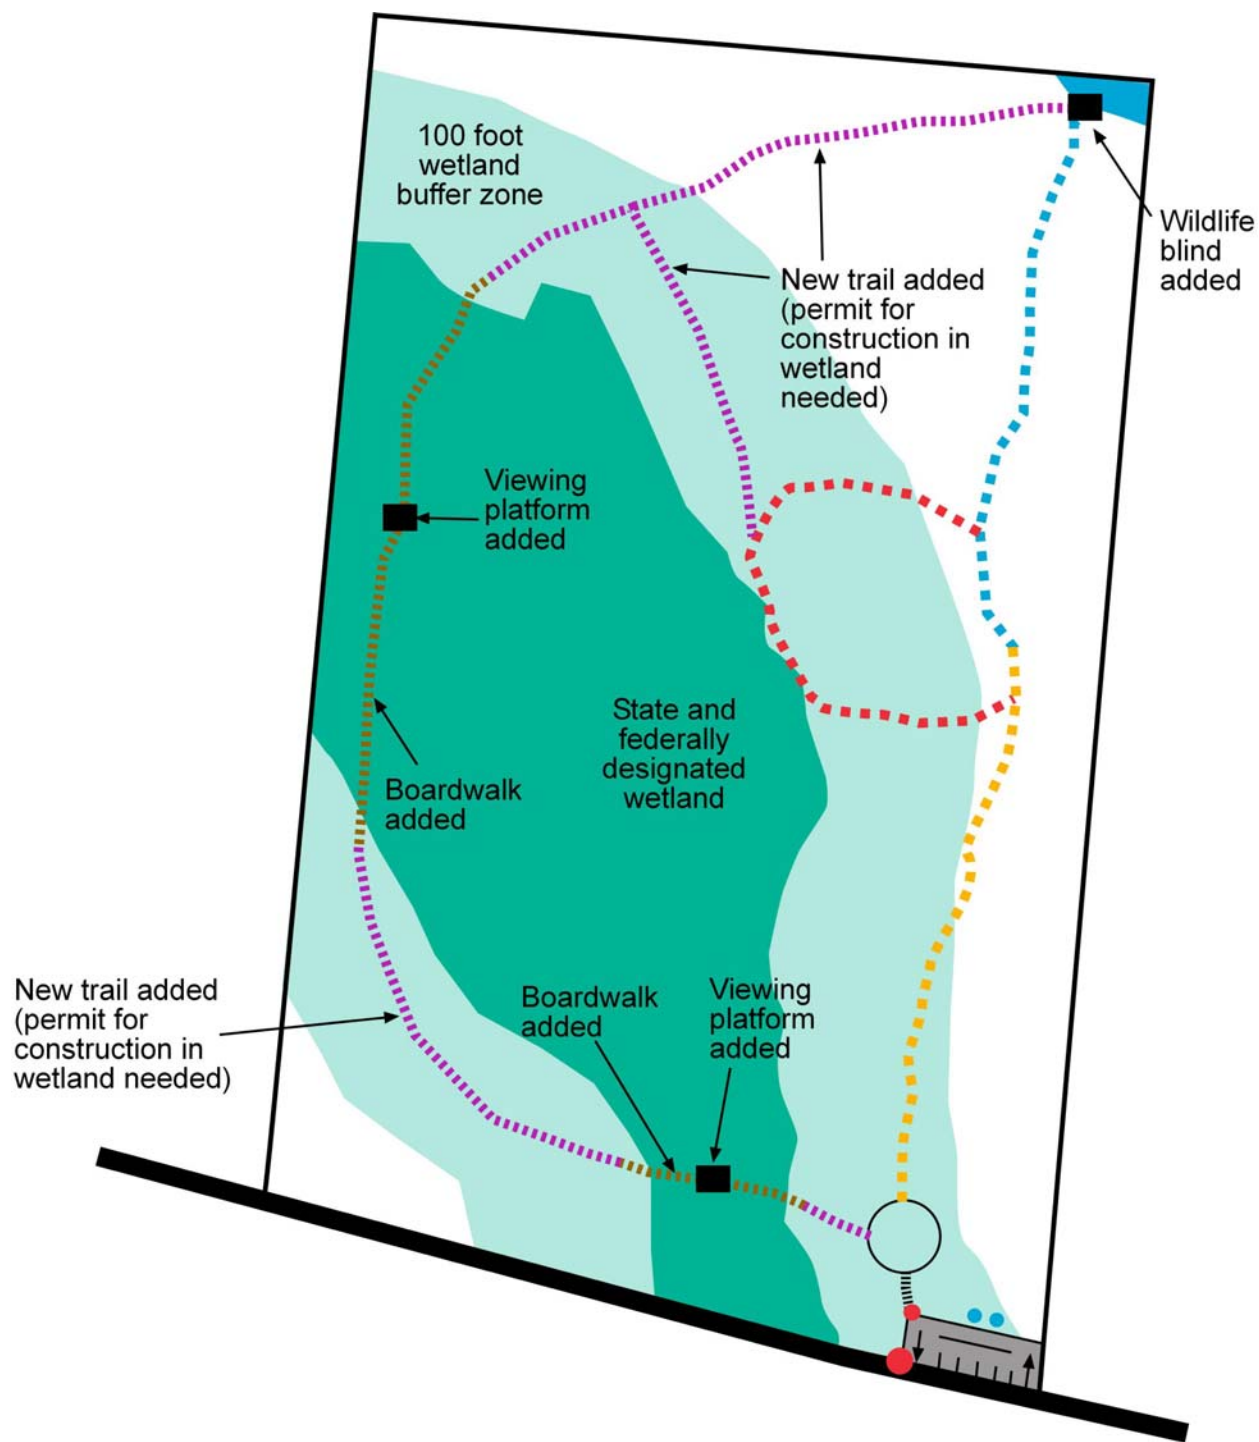 100 foot
wetland
buffer zone
Wildlife
blind
added
New trail added
(permit for
construction in
wetland
needed)
Viewing
platform
added
State and
federally
designated
wetland
Boardwalk
added
New trail added
(permit for
construction in
wetland needed)
Boardwalk
added
Viewing
platform
added